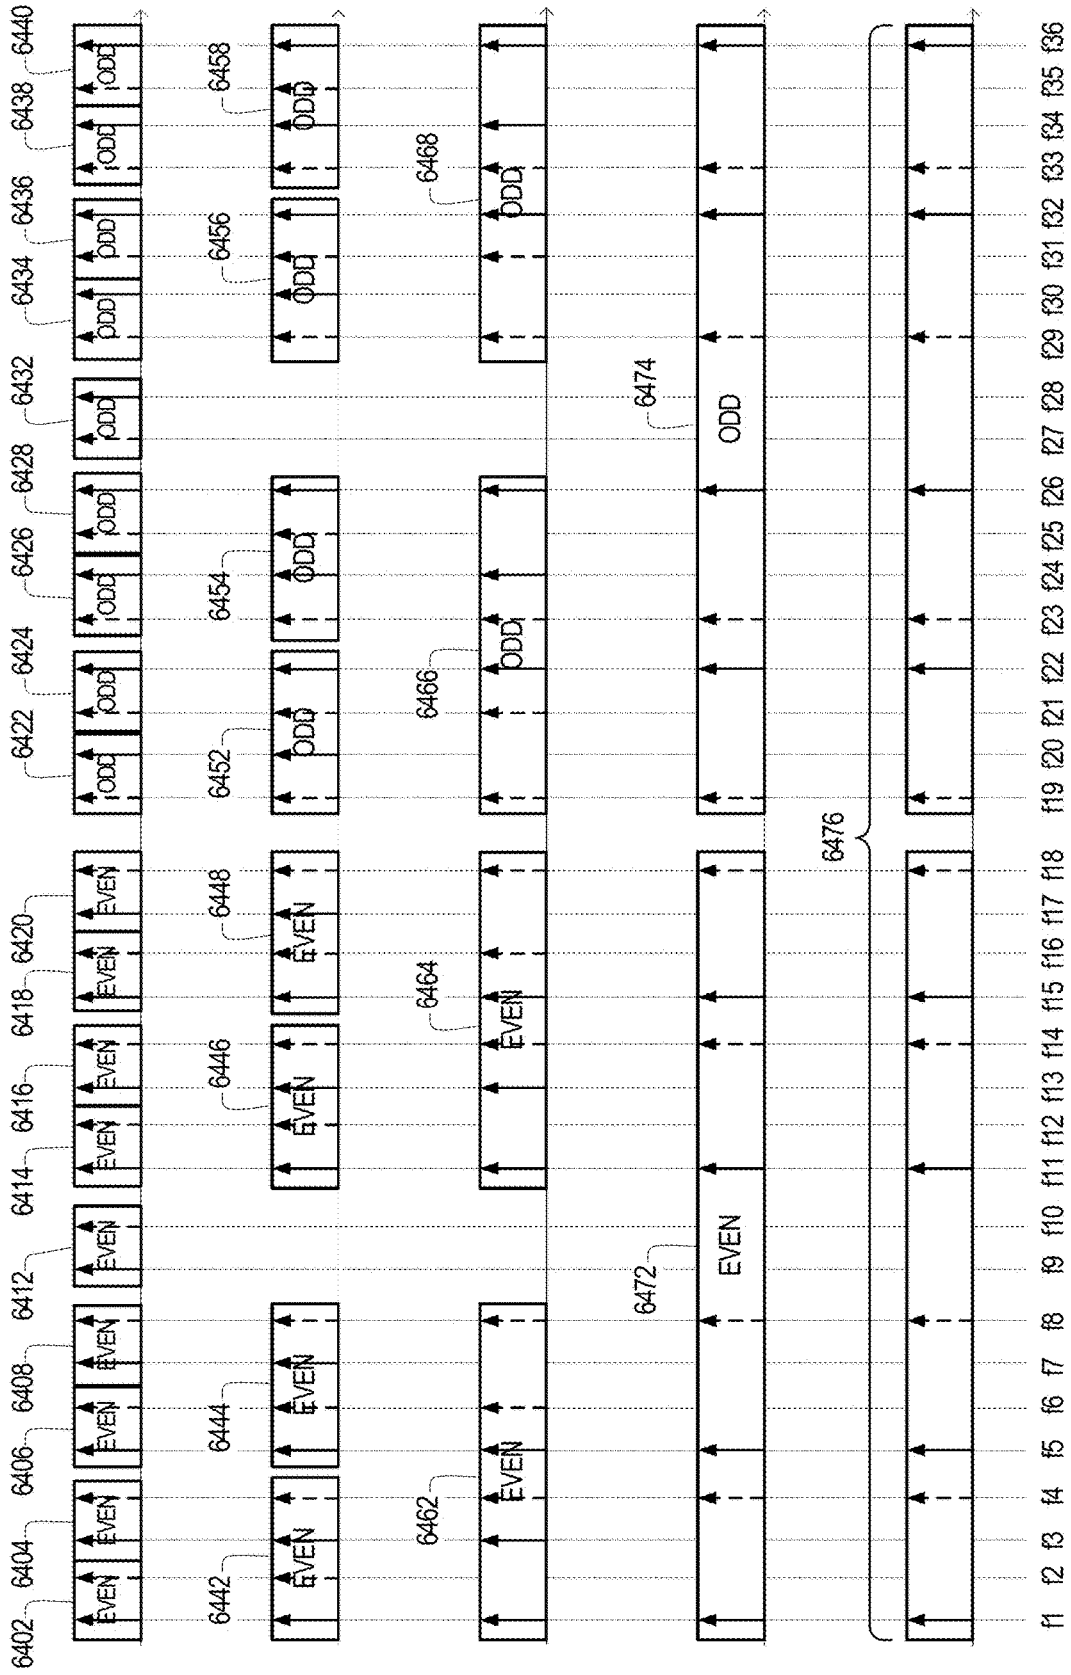 6402 6404 6406 6408 6412 6414 6416 6418 6420 6422 6424 6426 6428 6432 6434 6436 6438 6440
EVEN EVEN EVEN EVEN EVEN EVEN EVEN EVEN EVEN ODD ODD ODD ODD ODD ODD ODD ODD ODD
6442 6444 6446 6448 6452 6454 6456 6458
EVEN EVEN EVEN EVEN ODD ODD ODD ODD
6462 6464 6466 6468
EVEN EVEN ODD ODD
6472 6474
EVEN ODD
6476
f1 f2 f3 f4 f5 f6 f7 f8 f9 f10 f11 f12 f13 f14 f15 f16 f17 f18 f19 f20 f21 f22 f23 f24 f25 f26 f27 f28 f29 f30 f31 f32 f33 f34 f35 f36